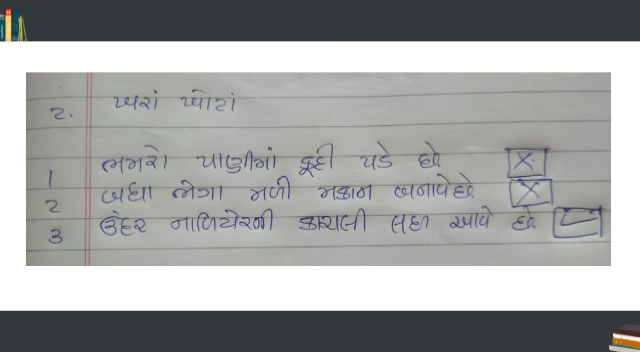 ૨. ખરાં ખોટાં
1 ભમરો પાણીમાં કૂદી પડે છે. ☒
2 બધા ભેગા મળી મકાન બનાવે છે. ☒
3 ઉંદર નાળિયેરની કાચલી લઈ આવે છે. ☑